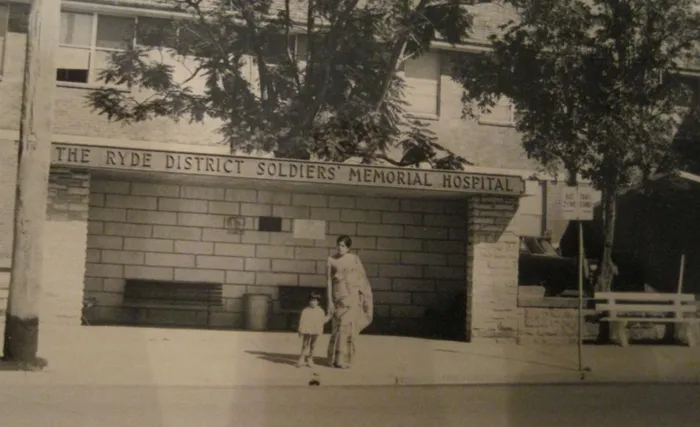 THE RYDE DISTRICT SOLDIERS' MEMORIAL HOSPITAL